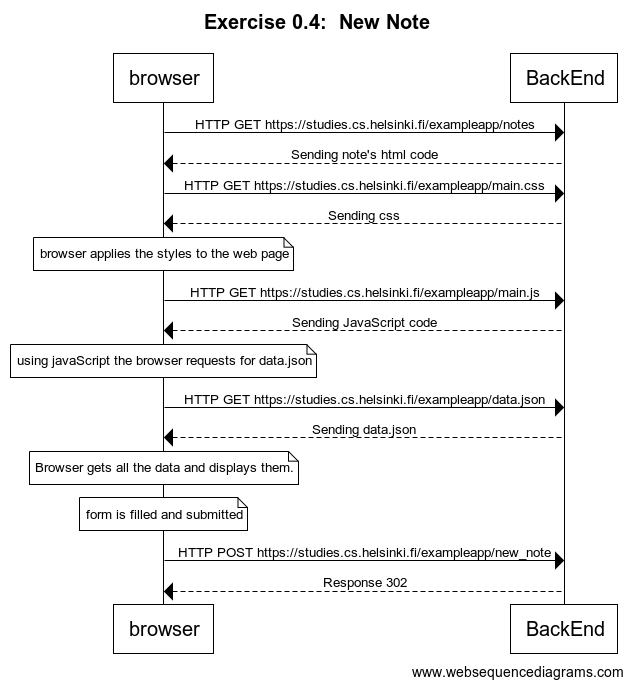 Exercise 0.4:  New Note
browser
BackEnd
HTTP GET https://studies.cs.helsinki.fi/exampleapp/notes
Sending note's html code
HTTP GET https://studies.cs.helsinki.fi/exampleapp/main.css
Sending css
browser applies the styles to the web page
HTTP GET https://studies.cs.helsinki.fi/exampleapp/main.js
Sending JavaScript code
using javaScript the browser requests for data.json
HTTP GET https://studies.cs.helsinki.fi/exampleapp/data.json
Sending data.json
Browser gets all the data and displays them.
form is filled and submitted
HTTP POST https://studies.cs.helsinki.fi/exampleapp/new_note
Response 302
browser
BackEnd
www.websequencediagrams.com